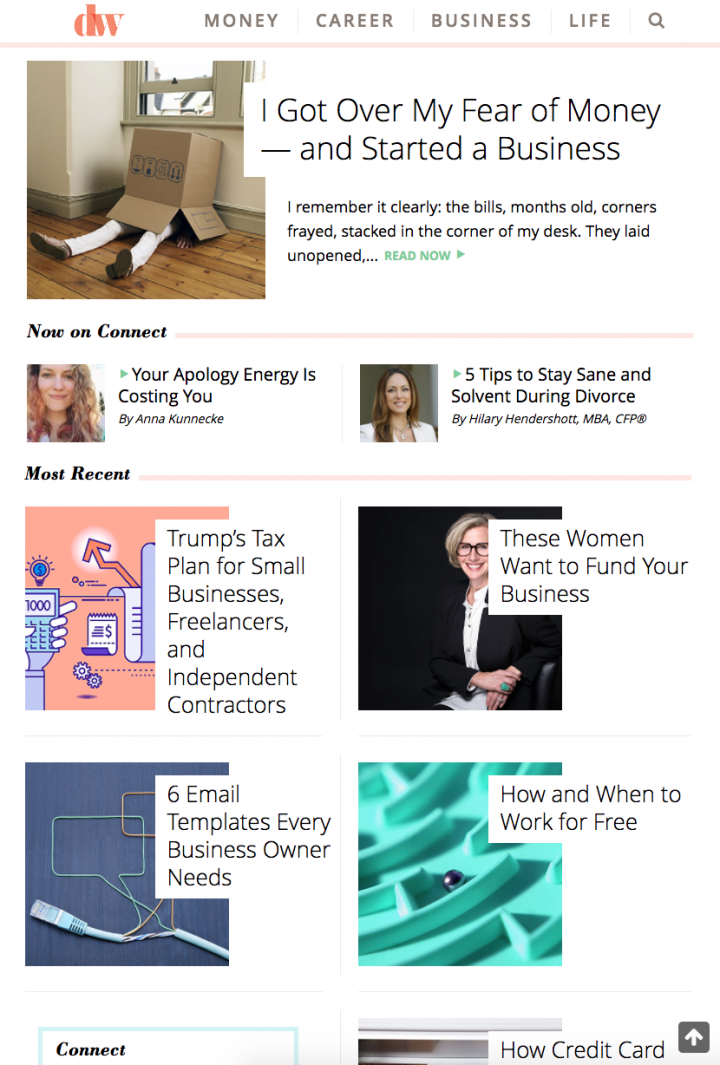 dw
MONEY
CAREER
BUSINESS
LIFE
I Got Over My Fear of Money
— and Started a Business
I remember it clearly: the bills, months old, corners
frayed, stacked in the corner of my desk. They laid
unopened,... READ NOW
Now on Connect
Your Apology Energy Is
Costing You
By Anna Kunnecke
5 Tips to Stay Sane and
Solvent During Divorce
By Hilary Hendershott, MBA, CFP®
Most Recent
1000
$
$
Trump’s Tax
Plan for Small
Businesses,
Freelancers,
and
Independent
Contractors
These Women
Want to Fund Your
Business
6 Email
Templates Every
Business Owner
Needs
How and When to
Work for Free
Connect
How Credit Card